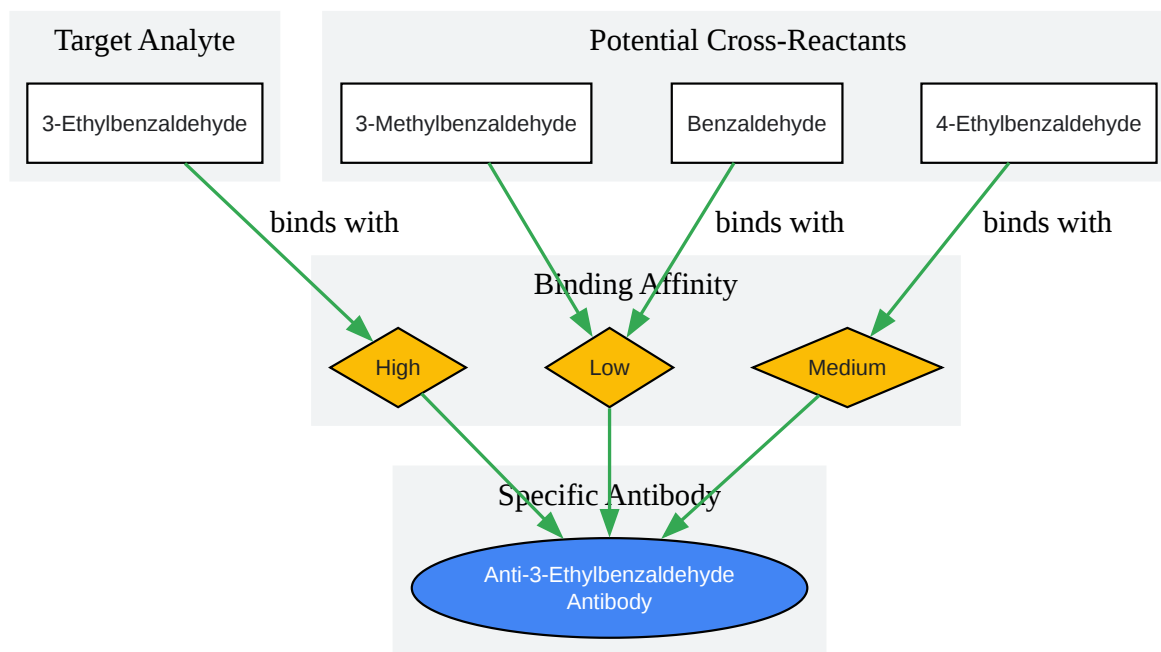 Target Analyte
Potential Cross-Reactants
3-Ethylbenzaldehyde
3-Methylbenzaldehyde
Benzaldehyde
4-Ethylbenzaldehyde
binds with
binds with
binds with
Binding Affinity
High
Low
Medium
Specific Antibody
Anti-3-Ethylbenzaldehyde
Antibody